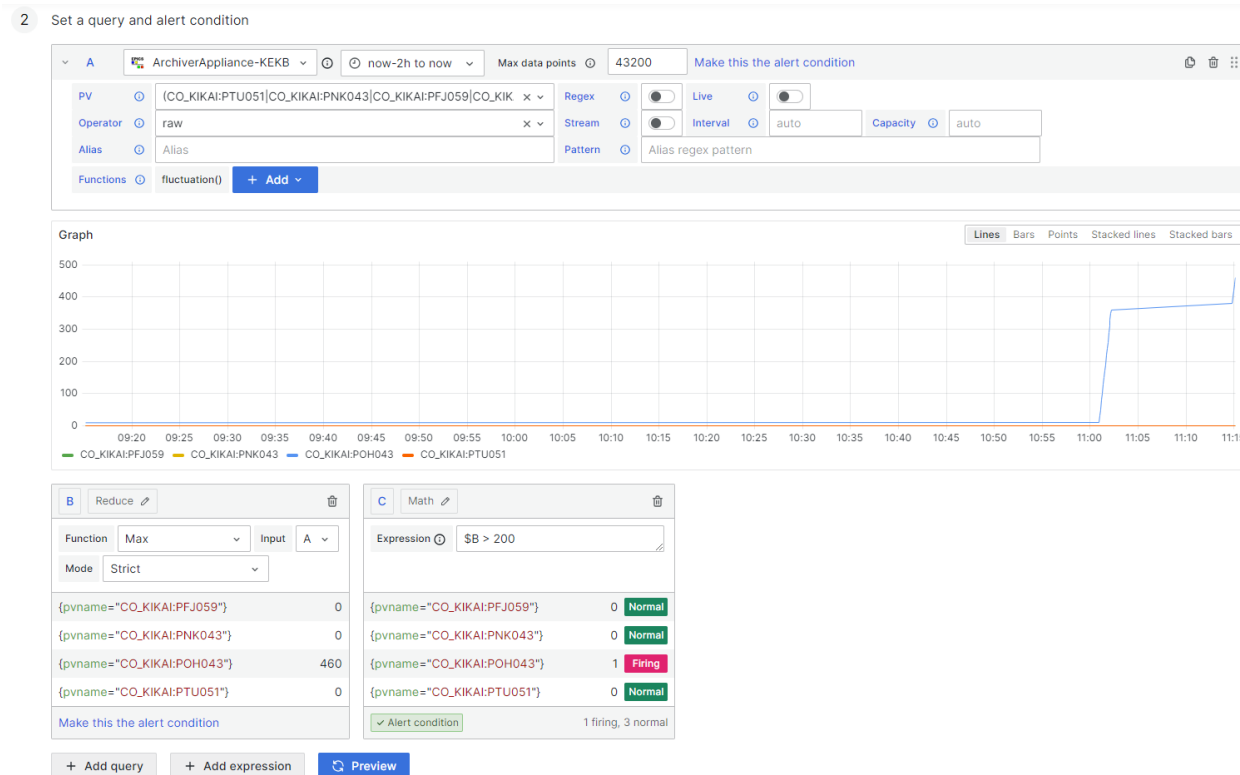 2 Set a query and alert condition
A ArchiverAppliance-KEKB now-2h to now Max data points 43200 Make this the alert condition
PV (CO_KIKAI:PTU051|CO_KIKAI:PNK043|CO_KIKAI:PFJ059|CO_KIK Regex Live
Operator raw Stream Interval auto Capacity auto
Alias Alias Pattern Alias regex pattern
Functions fluctuation() + Add
Graph Lines Bars Points Stacked lines Stacked bars
500
400
300
200
100
0
09:20 09:25 09:30 09:35 09:40 09:45 09:50 09:55 10:00 10:05 10:10 10:15 10:20 10:25 10:30 10:35 10:40 10:45 10:50 10:55 11:00 11:05 11:10 11:1
CO_KIKAI:PFJ059 CO_KIKAI:PNK043 CO_KIKAI:POH043 CO_KIKAI:PTU051
B Reduce
Function Max Input A
Mode Strict
{pvname="CO_KIKAI:PFJ059"} 0
{pvname="CO_KIKAI:PNK043"} 0
{pvname="CO_KIKAI:POH043"} 460
{pvname="CO_KIKAI:PTU051"} 0
Make this the alert condition
C Math
Expression $B > 200
{pvname="CO_KIKAI:PFJ059"} 0 Normal
{pvname="CO_KIKAI:PNK043"} 0 Normal
{pvname="CO_KIKAI:POH043"} 1 Firing
{pvname="CO_KIKAI:PTU051"} 0 Normal
✓ Alert condition 1 firing, 3 normal
+ Add query + Add expression Preview